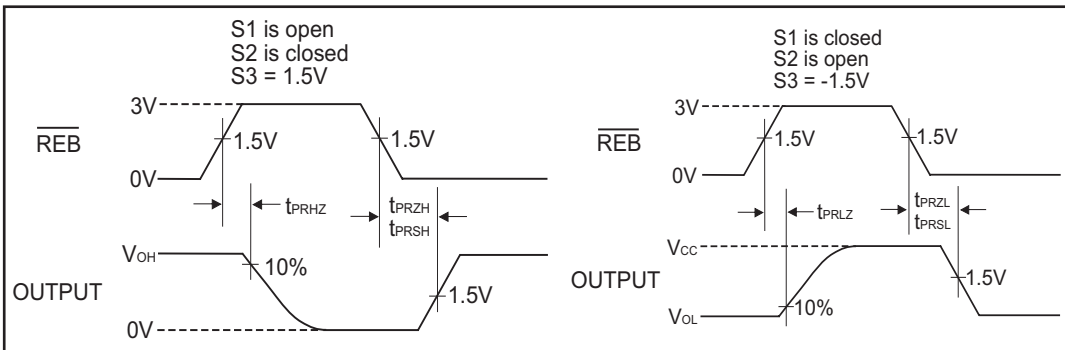 S1 is open
S2 is closed
S3 = 1.5V
3V
REB
1.5V
1.5V
0V
tPRHZ
tPRZH
tPRSH
VOH
10%
OUTPUT
1.5V
0V
S1 is closed
S2 is open
S3 = -1.5V
3V
REB
1.5V
1.5V
0V
tPRLZ
tPRZL
tPRSL
VCC
OUTPUT
1.5V
10%
VOL